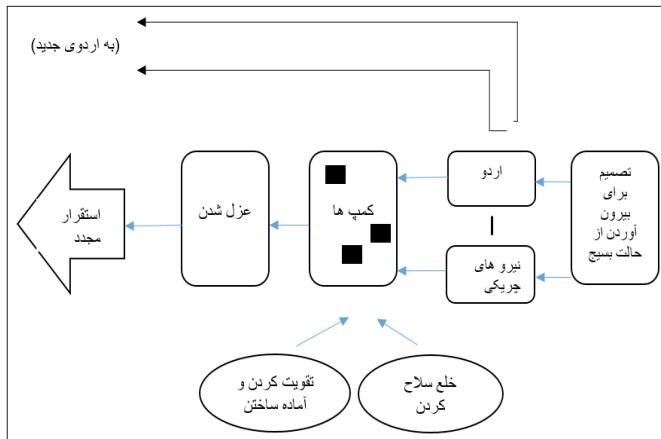 (به اردوی جدید)
تصمیم
برای
بیرون
آوردن از
حالت بسیج
اردو
نیرو های
چریکی
کمپ ها
عزل شدن
استقرار
مجدد
خلع سلاح
کردن
تقویت کردن و
آماده ساختن